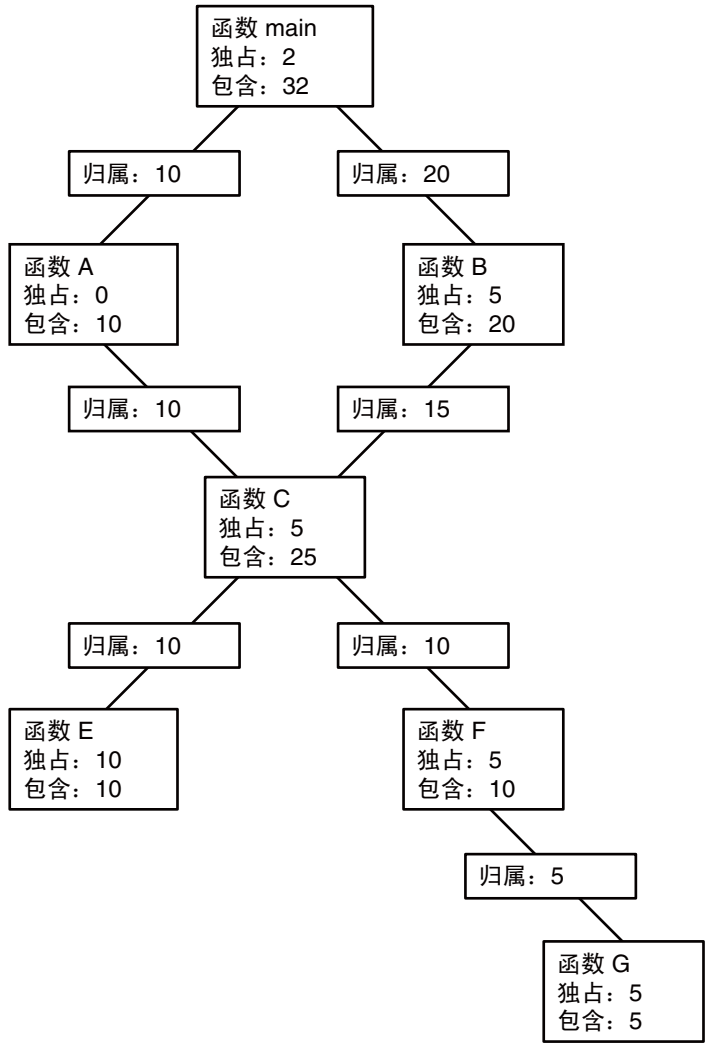 函数 main
独占：2
包含：32
归属：10
归属：20
函数 A
独占：0
包含：10
函数 B
独占：5
包含：20
归属：10
归属：15
函数 C
独占：5
包含：25
归属：10
归属：10
函数 E
独占：10
包含：10
函数 F
独占：5
包含：10
归属：5
函数 G
独占：5
包含：5